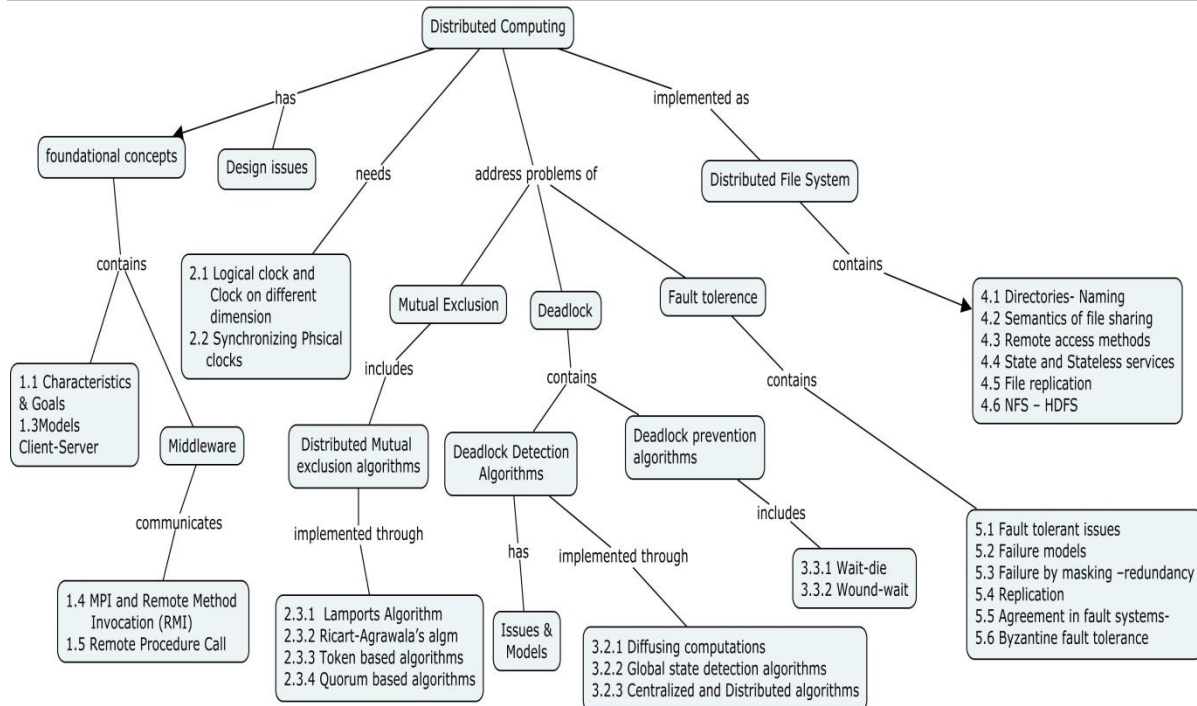 Distributed Computing
has
implemented as
foundational concepts
Design issues
needs
address problems of
Distributed File System
contains
2.1 Logical clock and
Clock on different
dimension
2.2 Synchronizing Phsical
clocks
Mutual Exclusion
Deadlock
Fault tolerence
contains
4.1 Directories- Naming
4.2 Semantics of file sharing
4.3 Remote access methods
4.4 State and Stateless services
4.5 File replication
4.6 NFS – HDFS
1.1 Characteristics
& Goals
1.3Models
Client-Server
Middleware
includes
contains
contains
Distributed Mutual
exclusion algorithms
Deadlock Detection
Algorithms
Deadlock prevention
algorithms
communicates
implemented through
has
implemented through
includes
1.4 MPI and Remote Method
Invocation (RMI)
1.5 Remote Procedure Call
2.3.1 Lamports Algorithm
2.3.2 Ricart-Agrawala's algm
2.3.3 Token based algorithms
2.3.4 Quorum based algorithms
Issues &
Models
3.2.1 Diffusing computations
3.2.2 Global state detection algorithms
3.2.3 Centralized and Distributed algorithms
3.3.1 Wait-die
3.3.2 Wound-wait
5.1 Fault tolerant issues
5.2 Failure models
5.3 Failure by masking –redundancy
5.4 Replication
5.5 Agreement in fault systems-
5.6 Byzantine fault tolerance